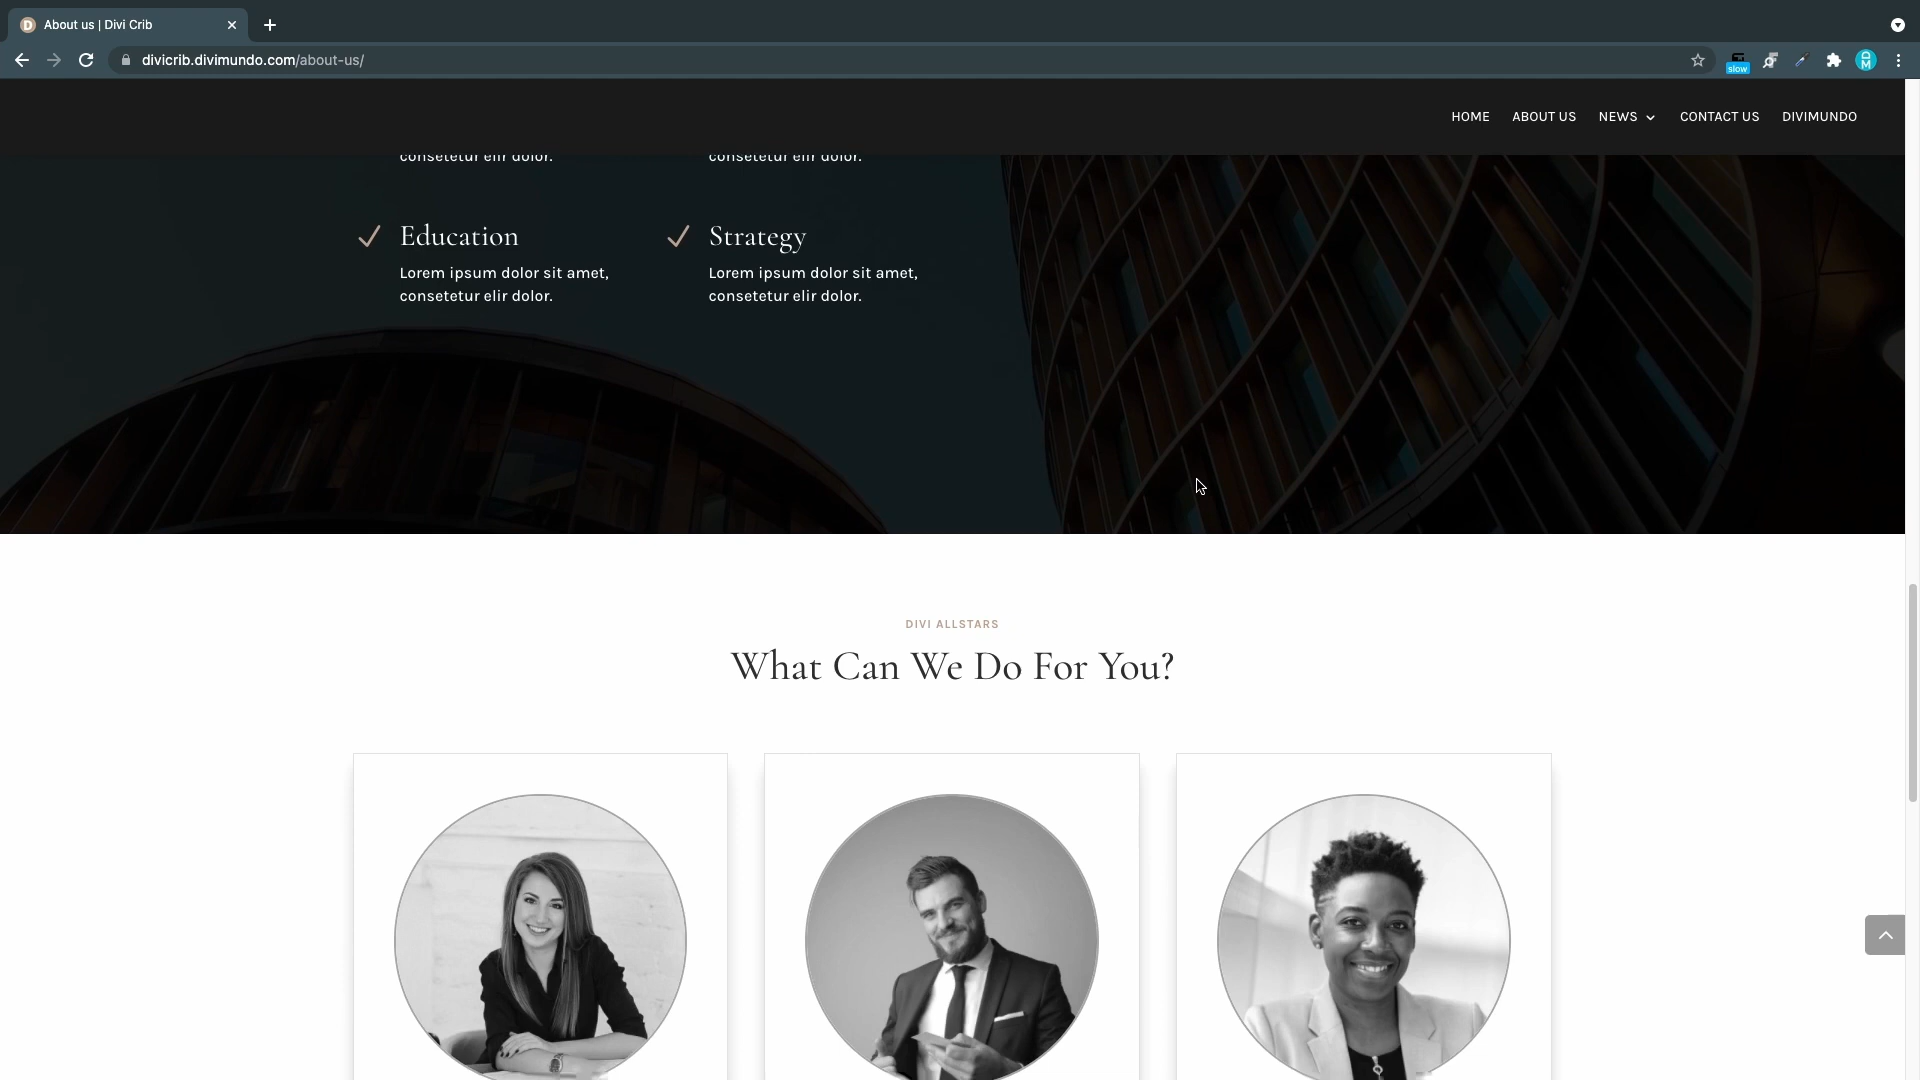 About us | Divi Crib
divicrib.divimundo.com/about-us/
slow
DM
HOME ABOUT US NEWS CONTACT US DIVIMUNDO
consetetur elir dolor. consetetur elir dolor.
Education Strategy
Lorem ipsum dolor sit amet, Lorem ipsum dolor sit amet,
consetetur elir dolor. consetetur elir dolor.
DIVI ALLSTARS
What Can We Do For You?